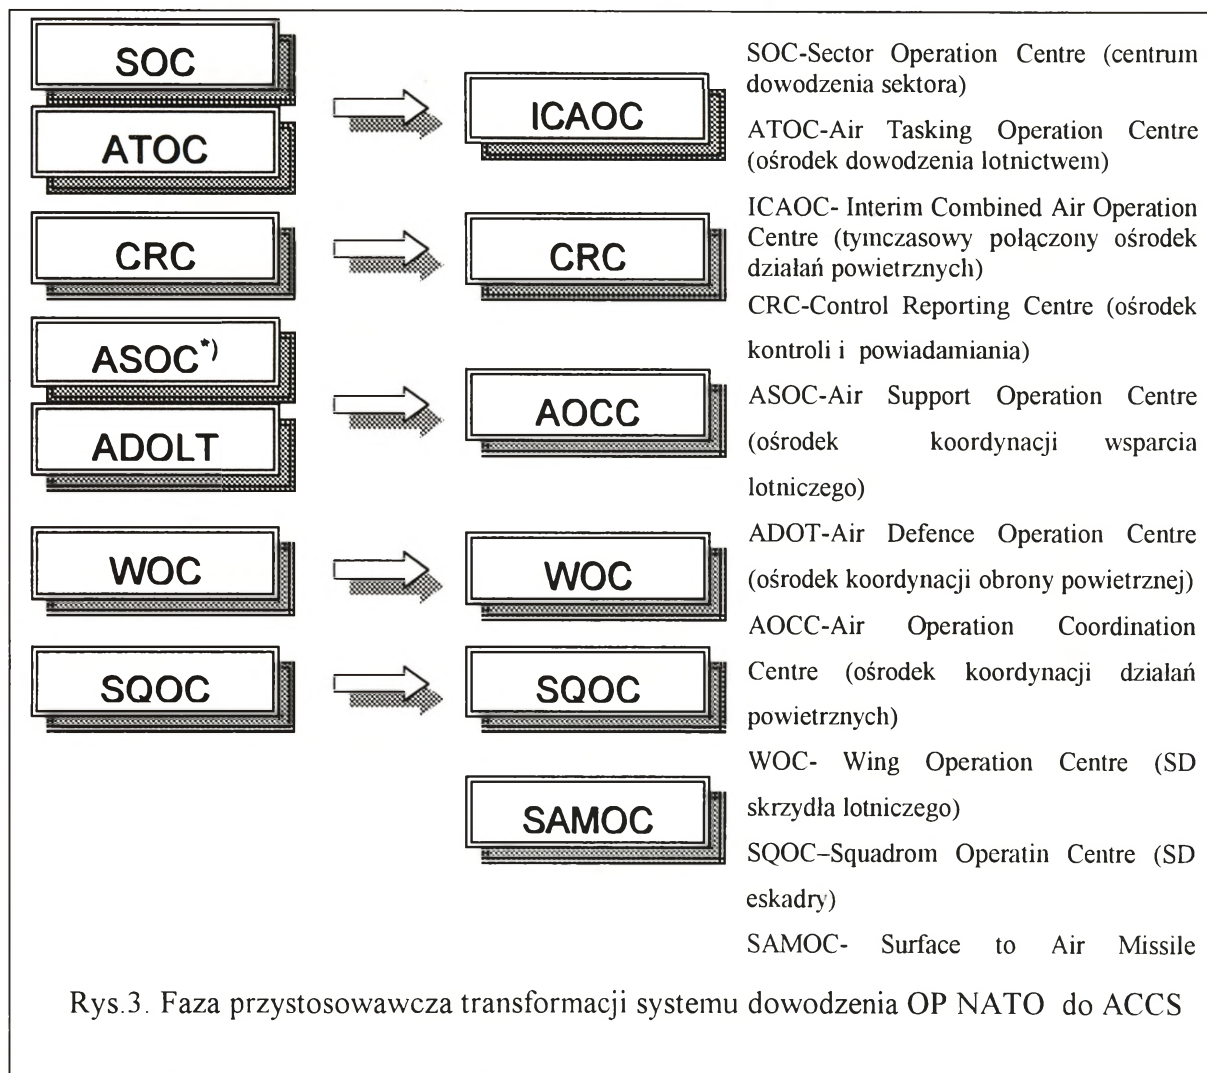 SOC
ATOC
ICAOC
CRC
CRC
ASOC*)
ADOLT
AOCC
WOC
WOC
SQOC
SQOC
SAMOC
SOC-Sector Operation Centre (centrum
dowodzenia sektora)
ATOC-Air Tasking Operation Centre
(ośrodek dowodzenia lotnictwem)
ICAOC- Interim Combined Air Operation
Centre (tymczasowy połączony ośrodek
działań powietrznych)
CRC-Control Reporting Centre (ośrodek
kontroli i powiadamiania)
ASOC-Air Support Operation Centre
(ośrodek koordynacji wsparcia
lotniczego)
ADOT-Air Defence Operation Centre
(ośrodek koordynacji obrony powietrznej)
AOCC-Air Operation Coordination
Centre (ośrodek koordynacji działań
powietrznych)
WOC- Wing Operation Centre (SD
skrzydła lotniczego)
SQOC–Squadrom Operatin Centre (SD
eskadry)
SAMOC- Surface to Air Missile
Rys.3. Faza przystosowawcza transformacji systemu dowodzenia OP NATO do ACCS